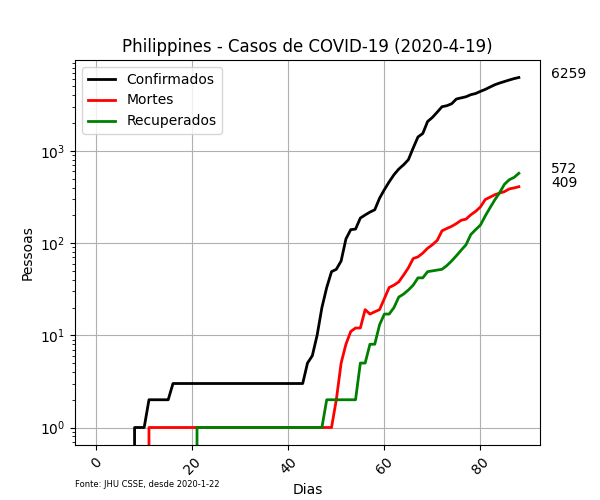 Philippines - Casos de COVID-19 (2020-4-19)
Confirmados
Mortes
Recuperados
6259
572
409
10³
10²
10¹
10⁰
Pessoas
0
20
40
60
80
Dias
Fonte: JHU CSSE, desde 2020-1-22